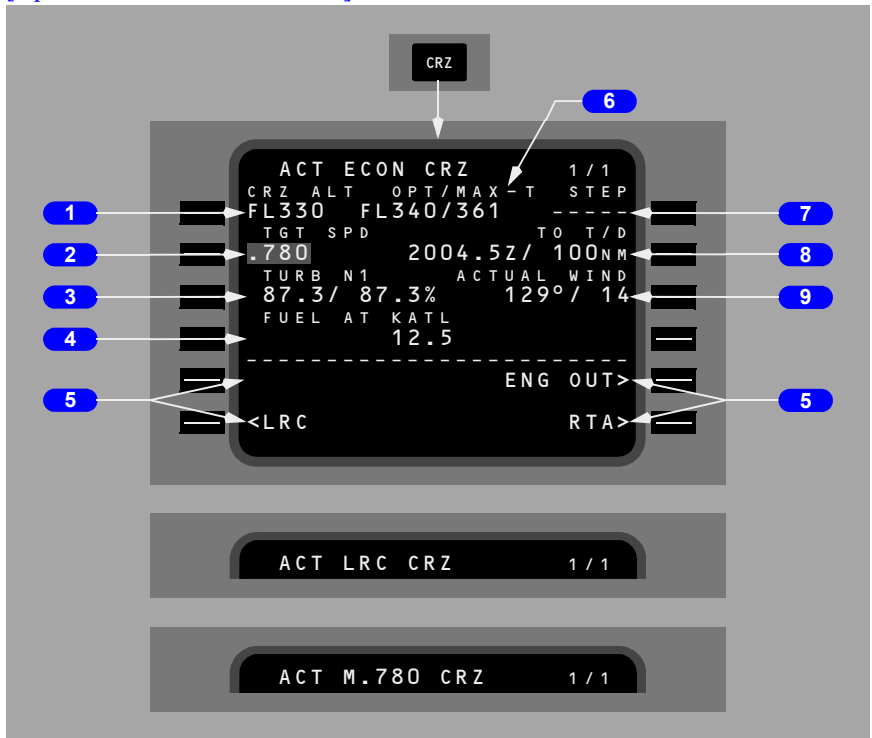 CRZ
6
ACT ECON CRZ 1/1
CRZ ALT OPT/MAX-T STEP
1 FL330 FL340/361 ----- 7
TGT SPD TO T/D
2 .780 2004.5Z/ 100NM 8
TURB N1 ACTUAL WIND
3 87.3/ 87.3% 129°/ 14 9
FUEL AT KATL
4 12.5
------------------------
5 ENG OUT> 5
<LRC RTA>
ACT LRC CRZ 1/1
ACT M.780 CRZ 1/1